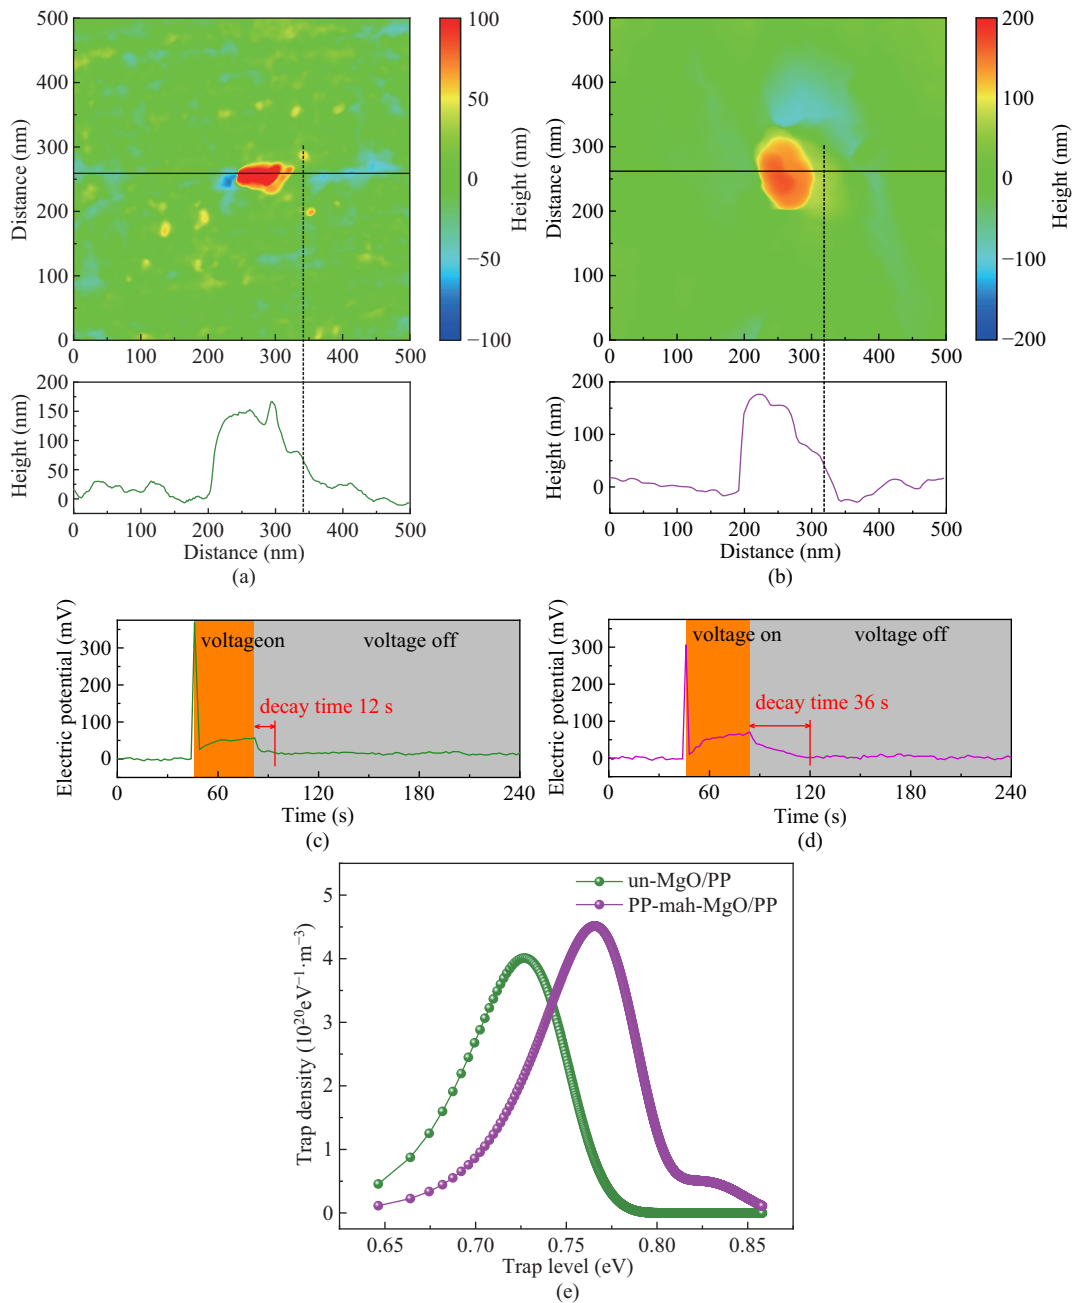 500
400
300
200
100
0
Distance (nm)
0 100 200 300 400 500
100
50
0
−50
−100
Height (nm)
200
150
100
50
0
Height (nm)
0 100 200 300 400 500
Distance (nm)
(a)
500
400
300
200
100
0
Distance (nm)
0 100 200 300 400 500
200
100
0
−100
−200
Height (nm)
200
100
0
Height (nm)
0 100 200 300 400 500
Distance (nm)
(b)
Electric potential (mV)
300
200
100
0
voltageon
voltage off
decay time 12 s
0 60 120 180 240
Time (s)
(c)
Electric potential (mV)
300
200
100
0
voltage on
voltage off
decay time 36 s
0 60 120 180 240
Time (s)
(d)
Trap density (10²⁰eV⁻¹·m⁻³)
5
4
3
2
1
0
un-MgO/PP
PP-mah-MgO/PP
0.65 0.70 0.75 0.80 0.85
Trap level (eV)
(e)